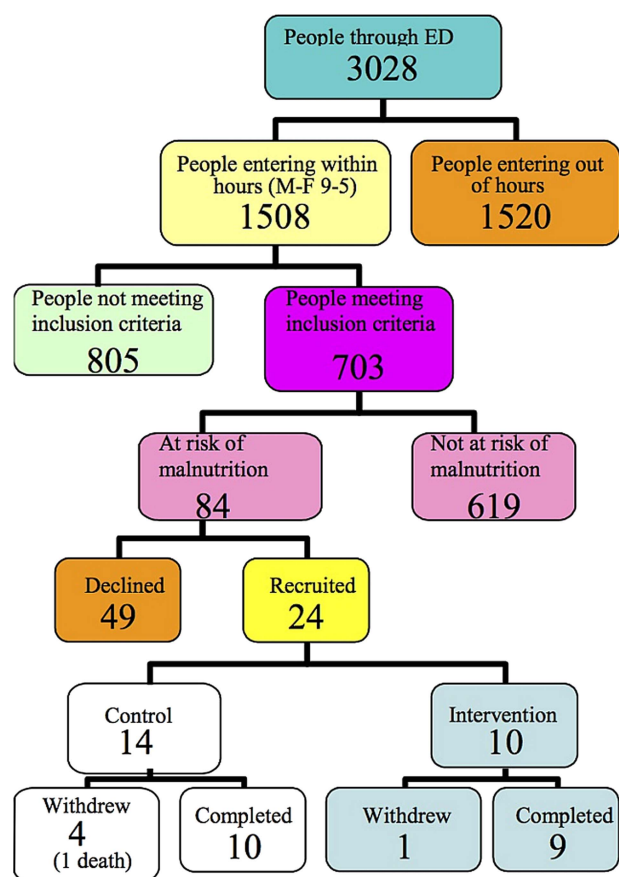 People through ED
3028
People entering within
hours (M-F 9-5)
1508
People entering out
of hours
1520
People not meeting
inclusion criteria
805
People meeting
inclusion criteria
703
At risk of
malnutrition
84
Not at risk of
malnutrition
619
Declined
49
Recruited
24
Control
14
Intervention
10
Withdrew
4
(1 death)
Completed
10
Withdrew
1
Completed
9